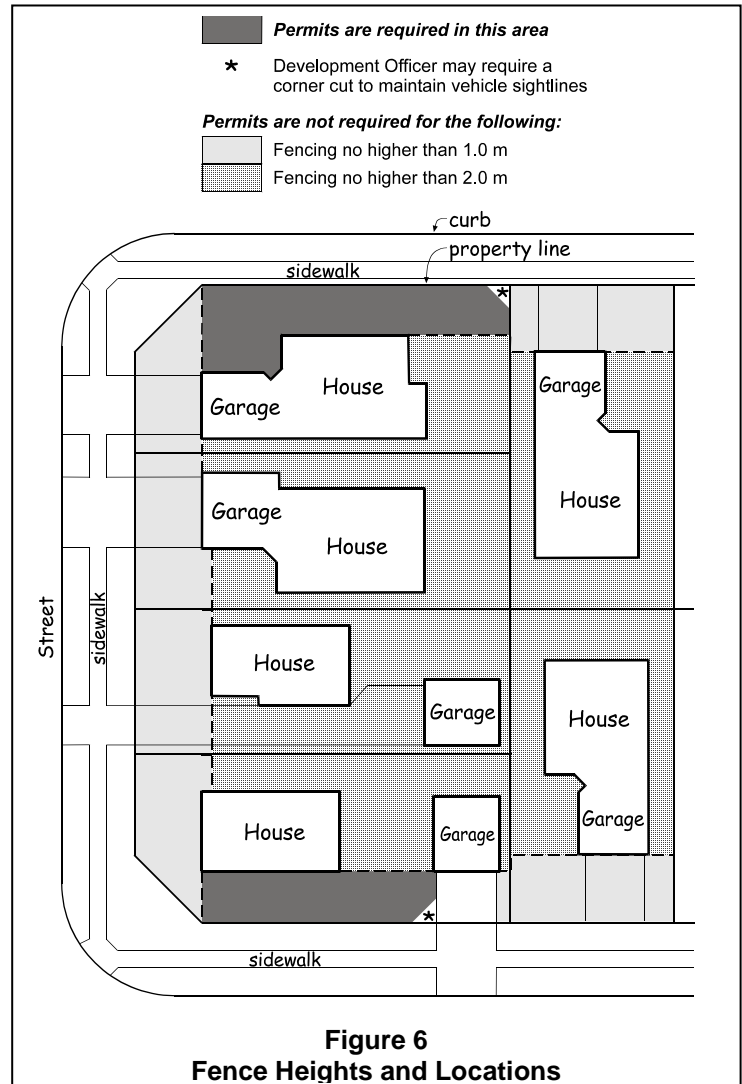 Permits are required in this area
* Development Officer may require a
corner cut to maintain vehicle sightlines
Permits are not required for the following:
Fencing no higher than 1.0 m
Fencing no higher than 2.0 m
curb
property line
sidewalk
*
House
Garage
Garage
House
Garage
House
Street
sidewalk
House
Garage
House
Garage
House
Garage
*
sidewalk
Figure 6
Fence Heights and Locations